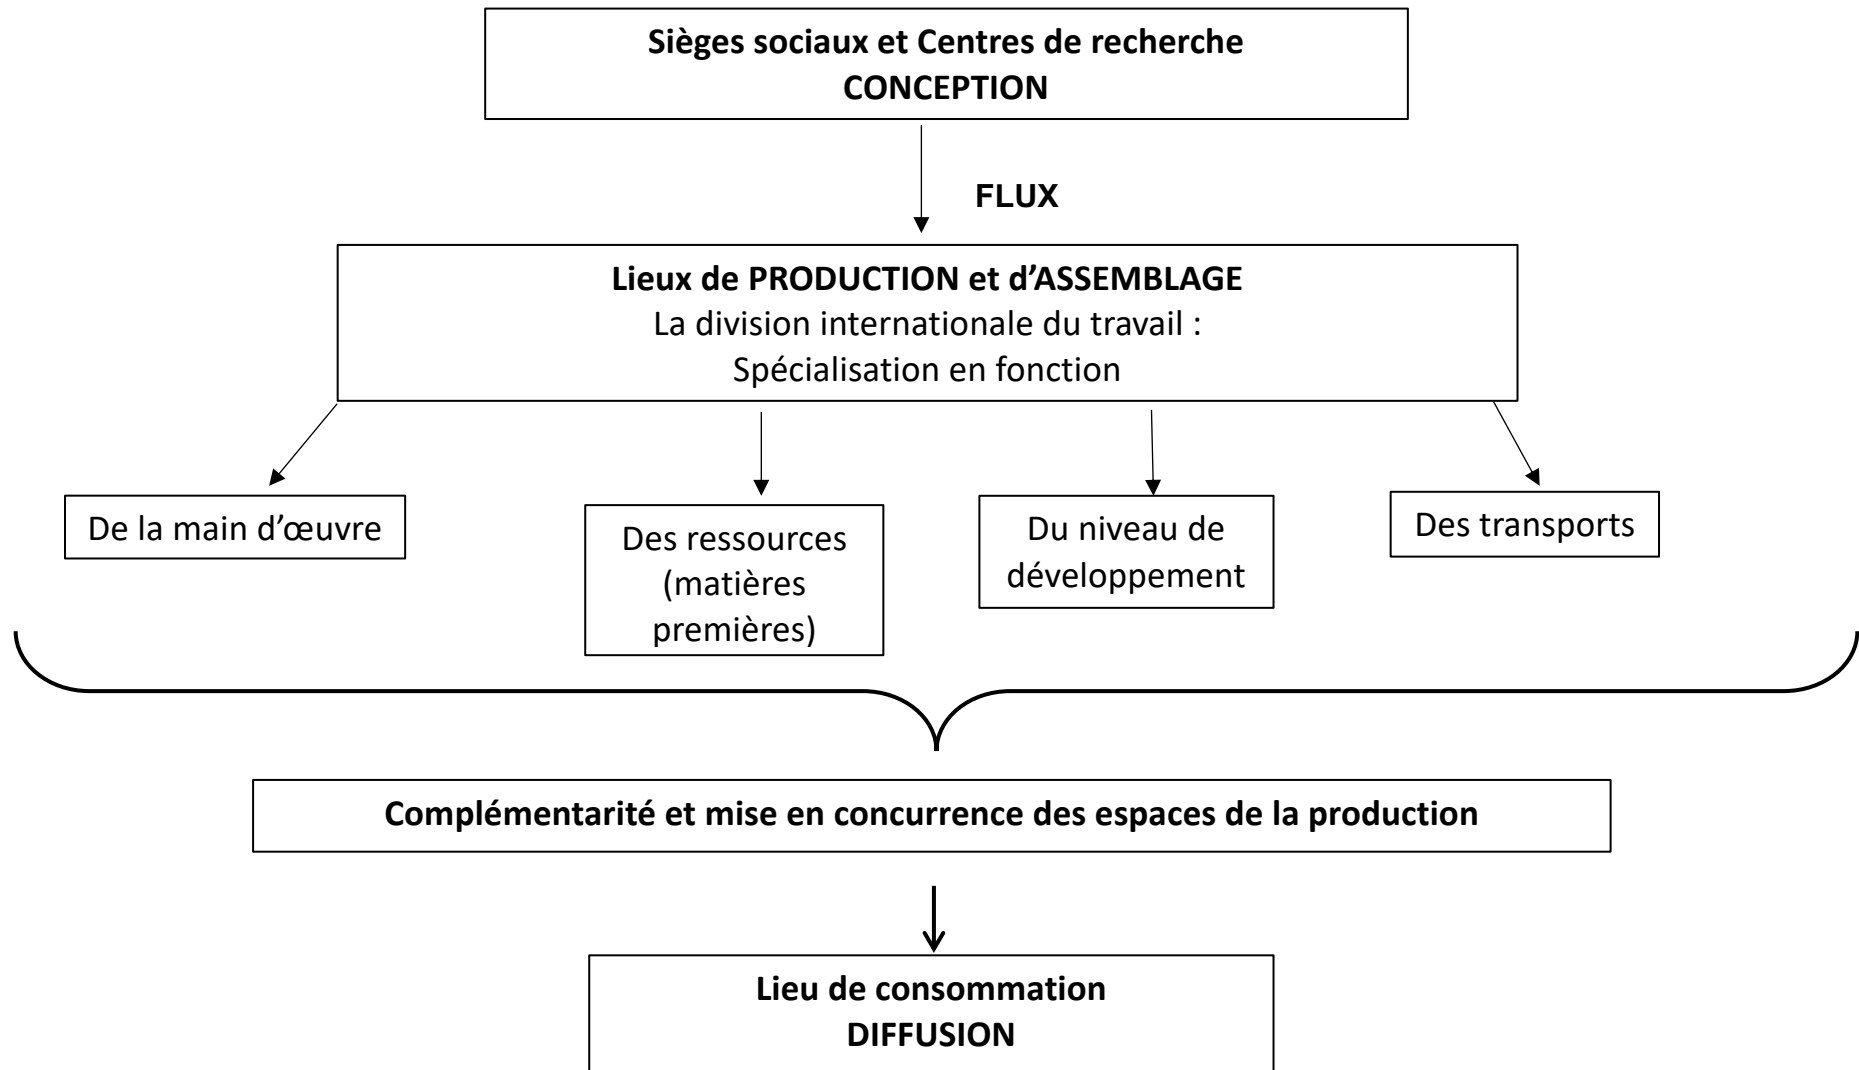 Sièges sociaux et Centres de recherche
CONCEPTION
FLUX
Lieux de PRODUCTION et d’ASSEMBLAGE
La division internationale du travail :
Spécialisation en fonction
De la main d’œuvre
Des ressources
(matières
premières)
Du niveau de
développement
Des transports
Complémentarité et mise en concurrence des espaces de la production
Lieu de consommation
DIFFUSION